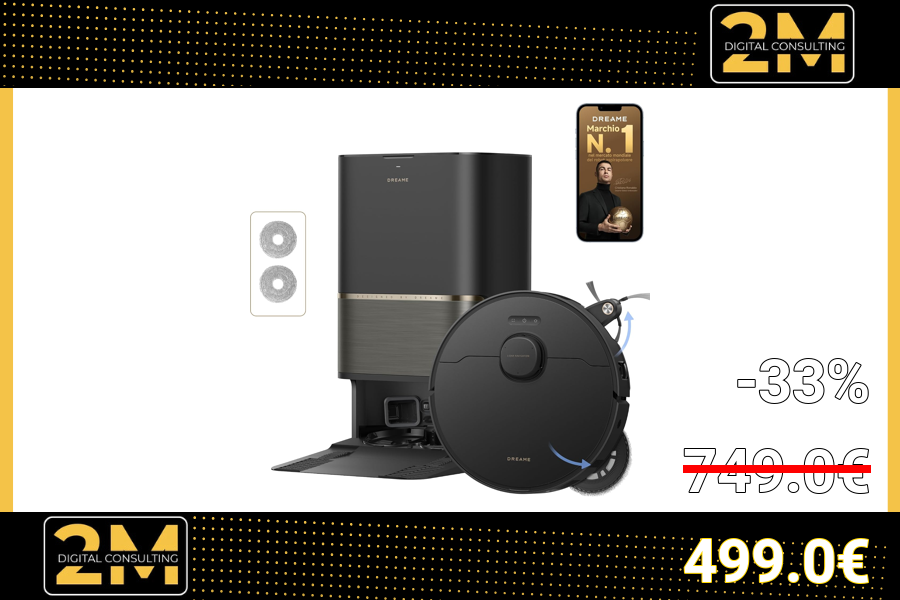 2M
DIGITAL CONSULTING
DREAME
Marchio
N. 1
DREAME
DREAME
-33%
749.0€
2M
DIGITAL CONSULTING
499.0€